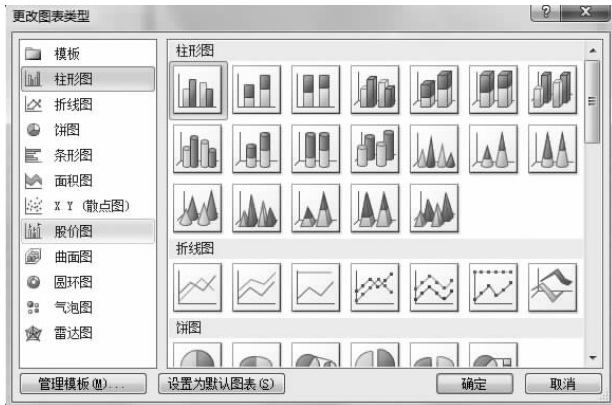 更改图表类型
模板
柱形图
折线图
饼图
条形图
面积图
X Y (散点图)
股价图
曲面图
圆环图
气泡图
雷达图
柱形图
折线图
饼图
管理模板(M)...
设置为默认图表(S)
确定
取消